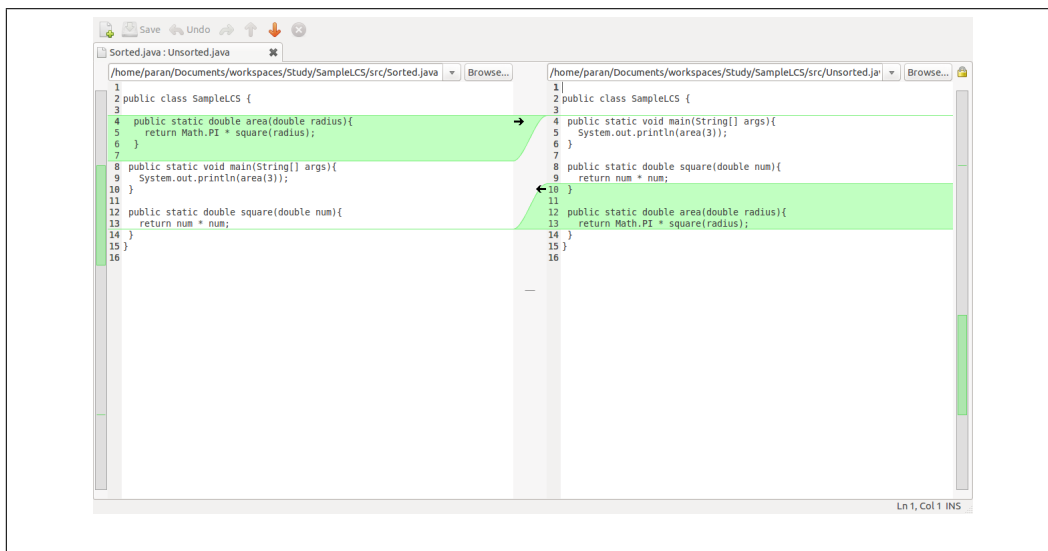 Save Undo
Sorted.java : Unsorted.java
/home/paran/Documents/workspaces/Study/SampleLCS/src/Sorted.java Browse...
1
2 public class SampleLCS {
3
4 public static double area(double radius){
5 return Math.PI * square(radius);
6 }
7
8 public static void main(String[] args){
9 System.out.println(area(3));
10 }
11
12 public static double square(double num){
13 return num * num;
14 }
15 }
16
/home/paran/Documents/workspaces/Study/SampleLCS/src/Unsorted.jav Browse...
1
2 public class SampleLCS {
3
4 public static void main(String[] args){
5 System.out.println(area(3));
6 }
7
8 public static double square(double num){
9 return num * num;
10 }
11
12 public static double area(double radius){
13 return Math.PI * square(radius);
14 }
15 }
16
Ln 1, Col 1 INS